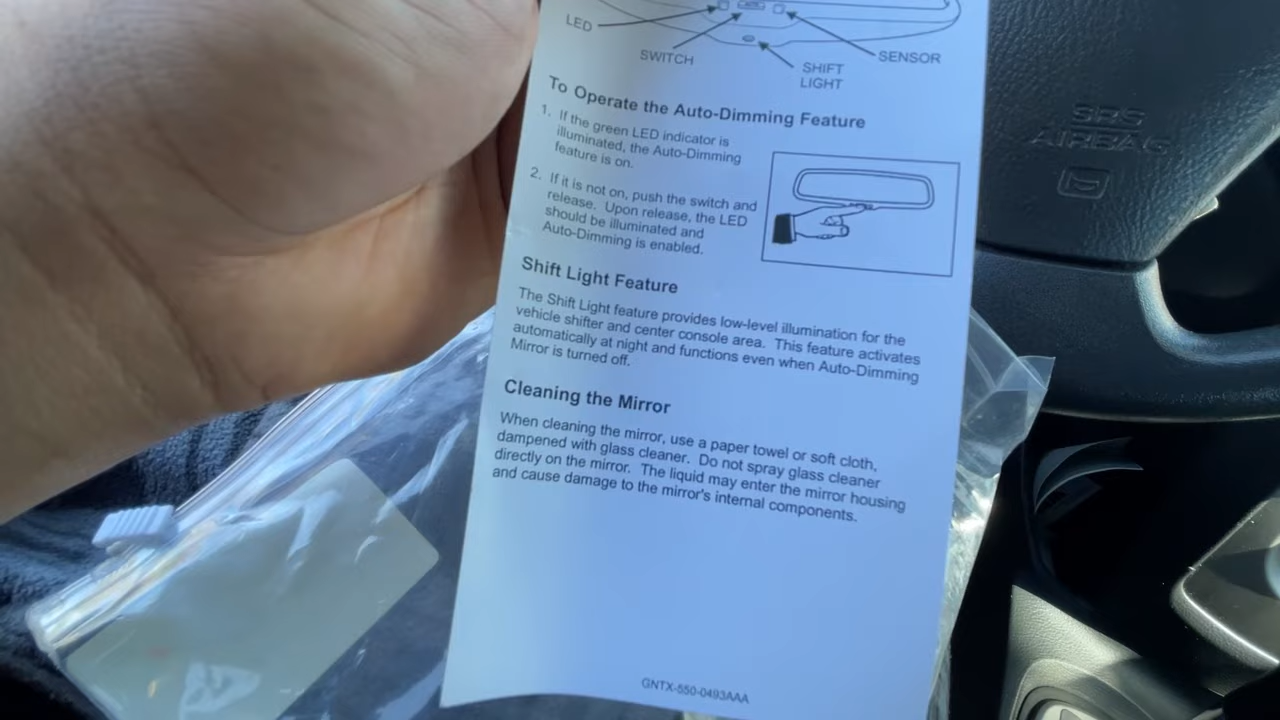 LED
SWITCH
SHIFT
LIGHT
SENSOR
To Operate the Auto-Dimming Feature
1. If the green LED indicator is
illuminated, the Auto-Dimming
feature is on.
2. If it is not on, push the switch and
release. Upon release, the LED
should be illuminated and
Auto-Dimming is enabled.
Shift Light Feature
The Shift Light feature provides low-level illumination for the
vehicle shifter and center console area. This feature activates
automatically at night and functions even when Auto-Dimming
Mirror is turned off.
Cleaning the Mirror
When cleaning the mirror, use a paper towel or soft cloth,
dampened with glass cleaner. Do not spray glass cleaner
directly on the mirror. The liquid may enter the mirror housing
and cause damage to the mirror's internal components.
GNTX-550-0493AAA
SRS
AIRBAG